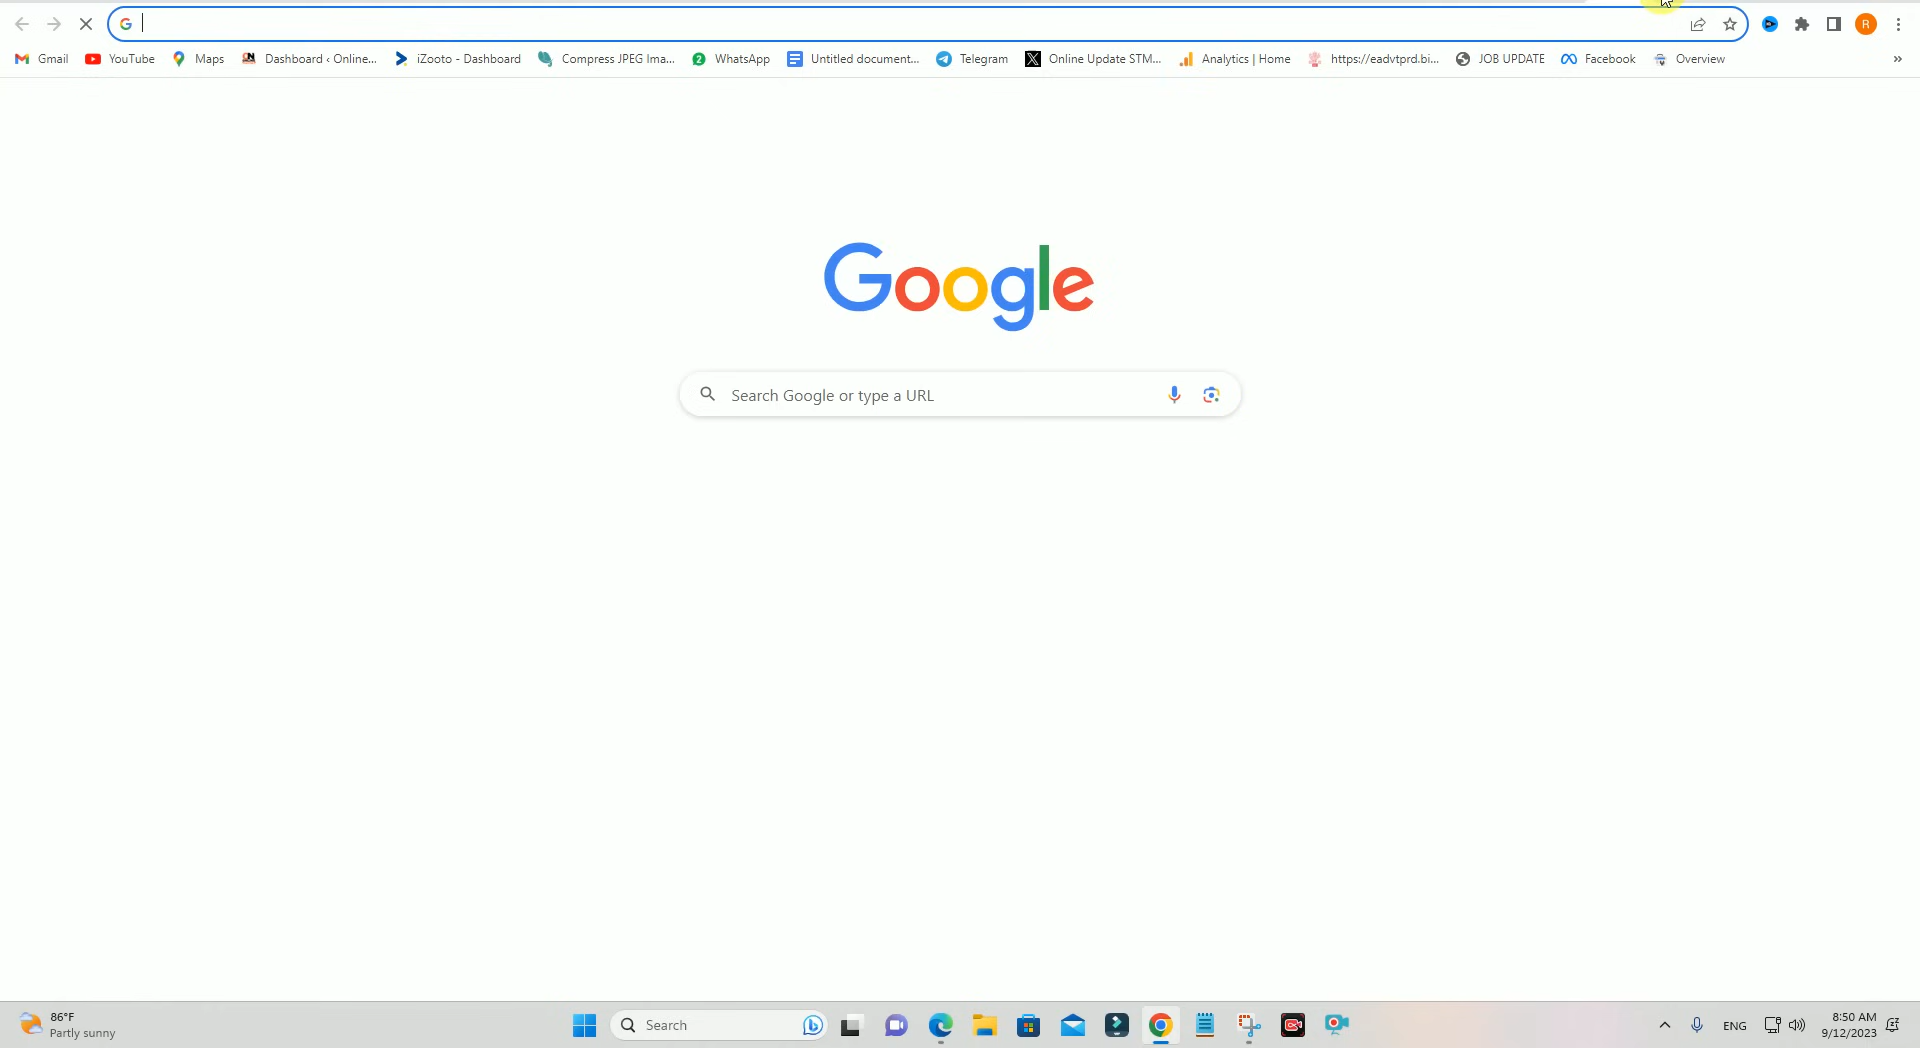 Gmail YouTube Maps Dashboard ‹ Online... iZooto - Dashboard Compress JPEG Ima... WhatsApp Untitled document... Telegram Online Update STM... Analytics | Home https://eadvtprd.bi... JOB UPDATE Facebook Overview »
R
Google
Search Google or type a URL
86°F
Partly sunny
Search
ENG
8:50 AM
9/12/2023